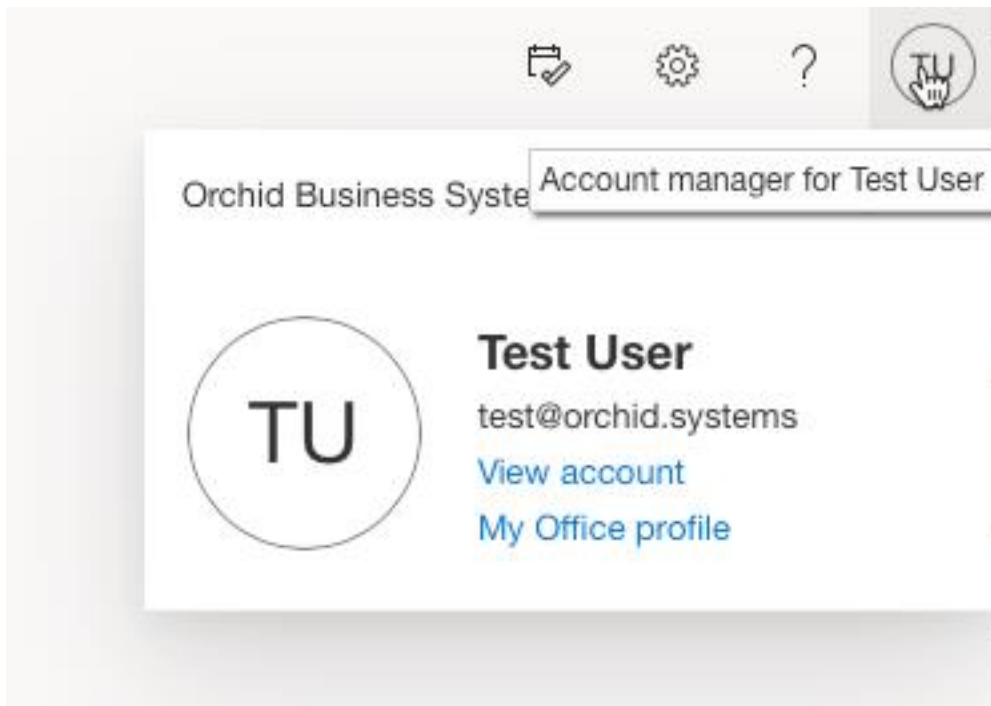 TU
Account manager for Test User
Orchid Business Syste
TU
Test User
test@orchid.systems
View account
My Office profile